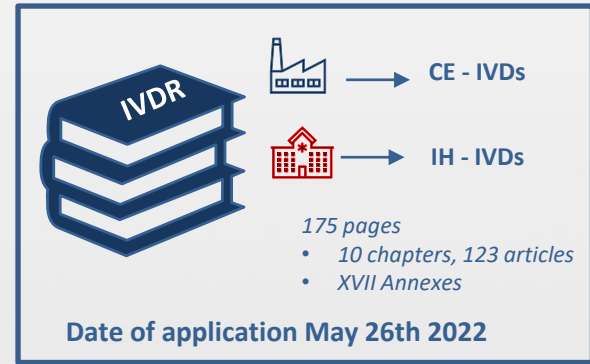 IVDR
CE - IVDs
IH - IVDs
175 pages
• 10 chapters, 123 articles
• XVII Annexes
Date of application May 26th 2022